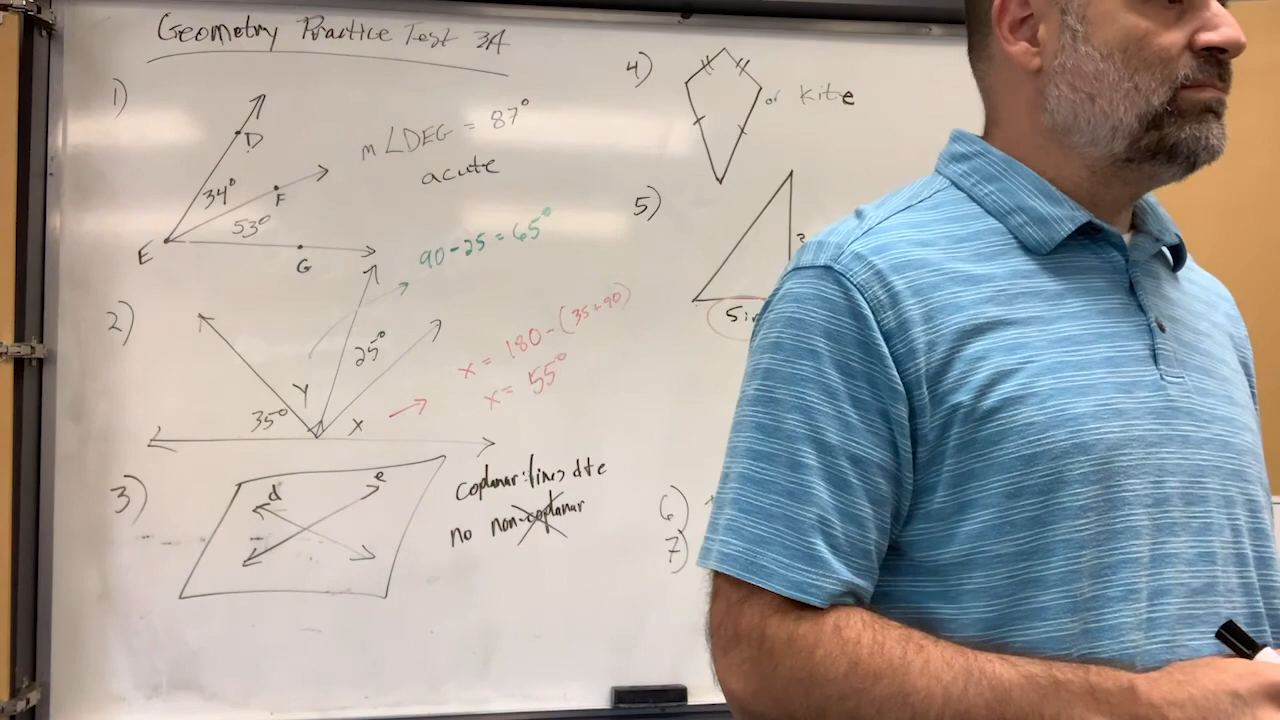 Geometry Practice Test 3A
1)
D
34°
F
53°
E
G
m∠DEG = 87°
acute
2)
90-25 = 65°
25°
Y
35°
X
x = 180-(35+90)
x = 55°
3)
d
e
coplanar: lines d+e
no non-coplanar
4)
or kite
5)
6)
7)